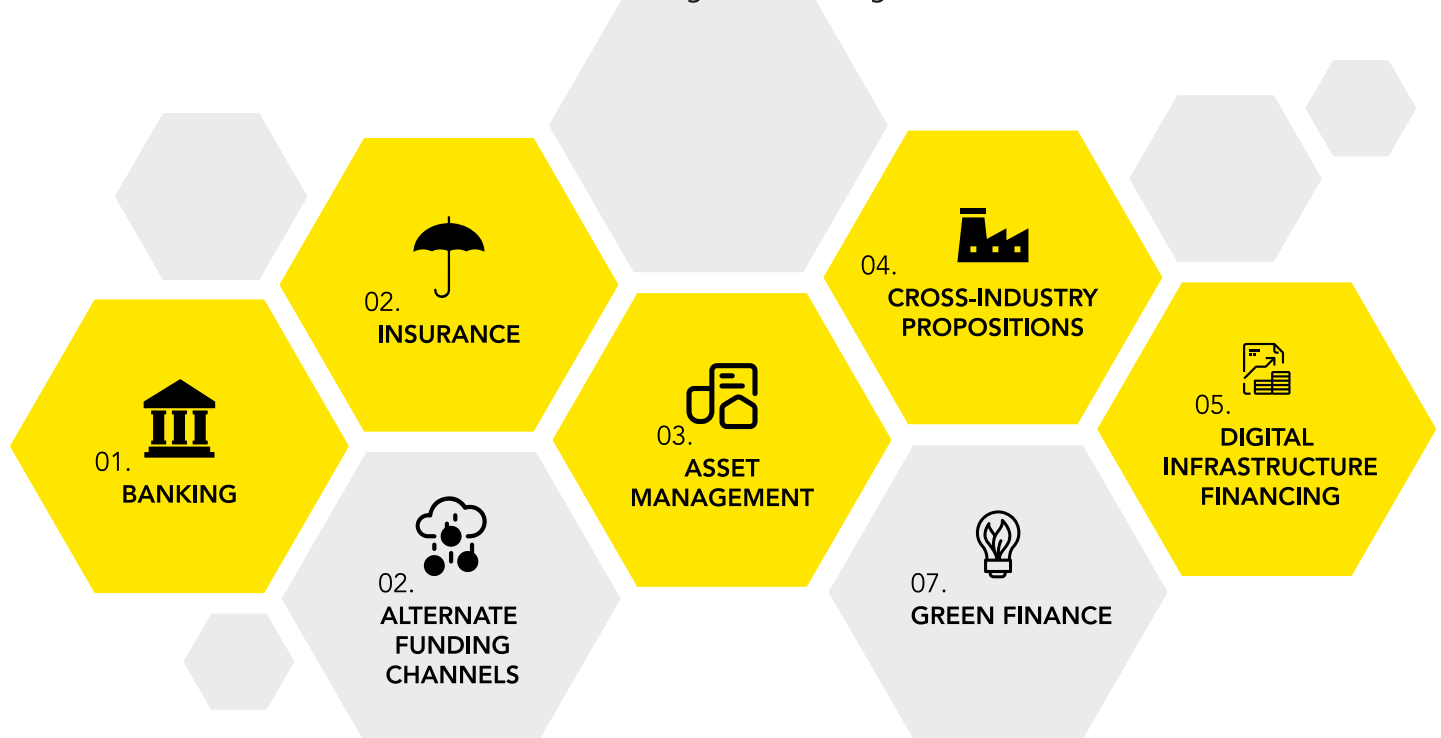 01.
BANKING
02.
INSURANCE
02.
ALTERNATE
FUNDING
CHANNELS
03.
ASSET
MANAGEMENT
04.
CROSS-INDUSTRY
PROPOSITIONS
07.
GREEN FINANCE
05.
DIGITAL
INFRASTRUCTURE
FINANCING